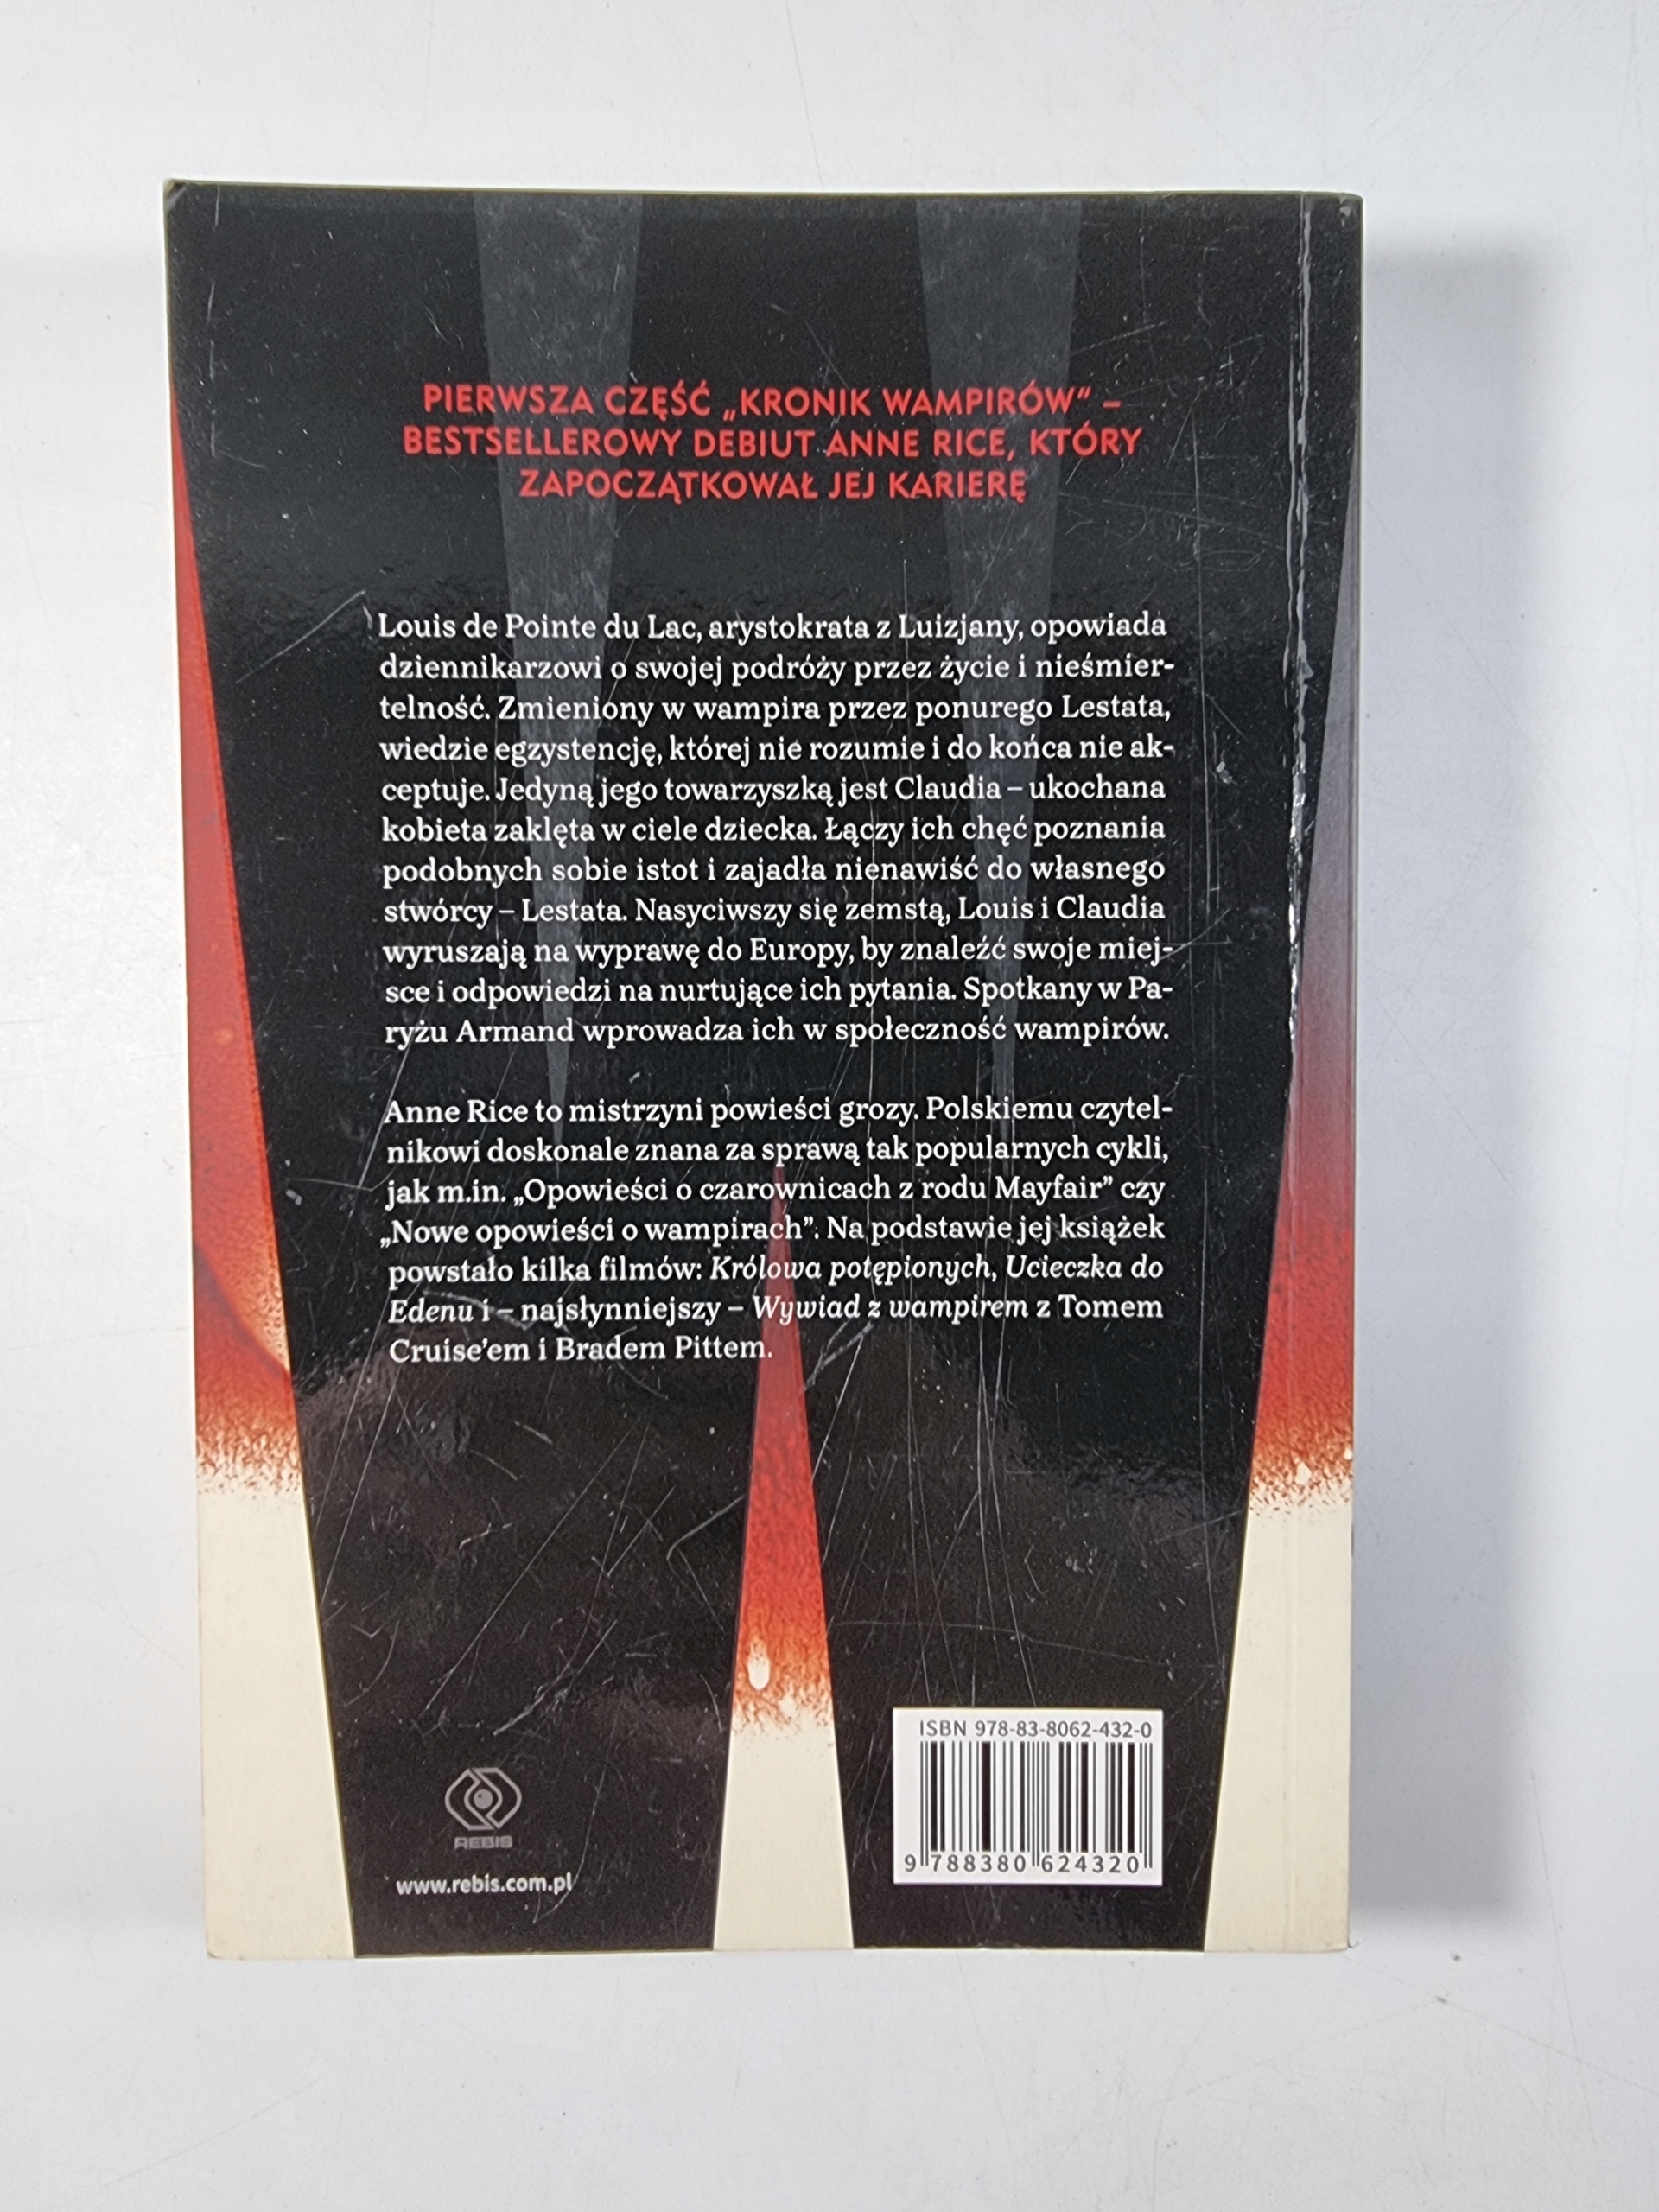 PIERWSZA CZĘŚĆ „KRONIK WAMPIRÓW” –
BESTSELLEROWY DEBIUT ANNE RICE, KTÓRY
ZAPOCZĄTKOWAŁ JEJ KARIERĘ
Louis de Pointe du Lac, arystokrata z Luizjany, opowiada
dziennikarzowi o swojej podróży przez życie i nieśmier-
telność. Zmieniony w wampira przez ponurego Lestata,
wiedzie egzystencję, której nie rozumie i do końca nie ak-
ceptuje. Jedyną jego towarzyszką jest Claudia – ukochana
kobieta zaklęta w ciele dziecka. Łączy ich chęć poznania
podobnych sobie istot i zajadła nienawiść do własnego
stwórcy – Lestata. Nasyciwszy się zemstą, Louis i Claudia
wyruszają na wyprawę do Europy, by znaleźć swoje miej-
sce i odpowiedzi na nurtujące ich pytania. Spotkany w Pa-
ryżu Armand wprowadza ich w społeczność wampirów.
Anne Rice to mistrzyni powieści grozy. Polskiemu czytel-
nikowi doskonale znana za sprawą tak popularnych cykli,
jak m.in. „Opowieści o czarownicach z rodu Mayfair” czy
„Nowe opowieści o wampirach”. Na podstawie jej książek
powstało kilka filmów: Królowa potępionych, Ucieczka do
Edenu i – najsłynniejszy – Wywiad z wampirem z Tomem
Cruise’em i Bradem Pittem.
REBIS
www.rebis.com.pl
ISBN 978-83-8062-432-0
9 788380 624320